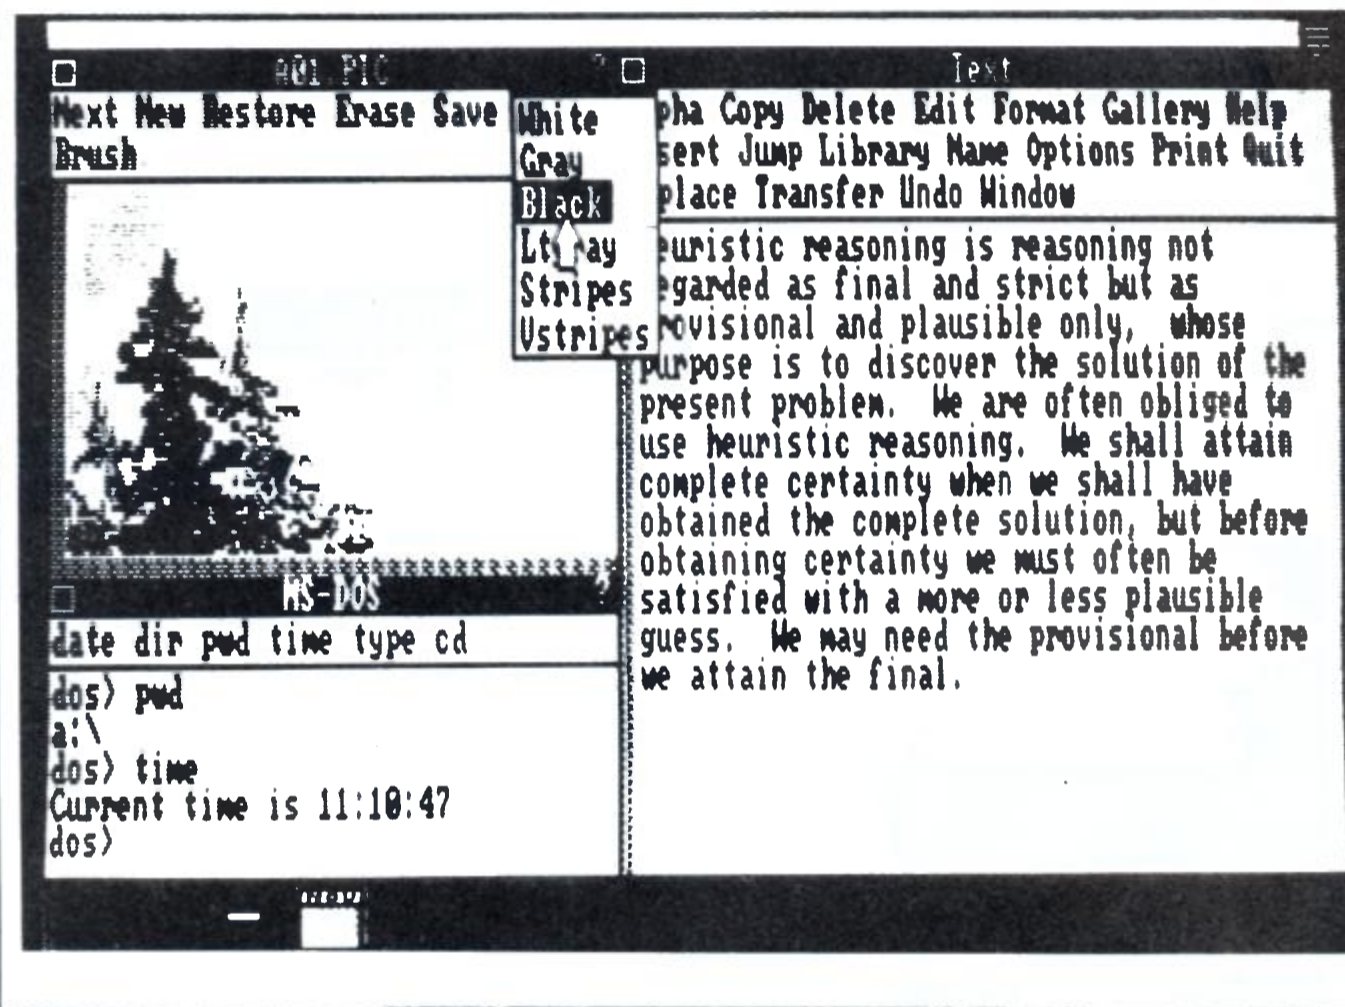 A01.PIC
Next New Restore Erase Save
Brush
White
Gray
Black
Stripes
Vstripes
MS-DOS
date dir pwd time type cd
dos> pwd
a:\
dos> time
Current time is 11:10:47
dos>
Text
pha Copy Delete Edit Format Gallery Help
sert Jump Library Name Options Print Quit
place Transfer Undo Window
euristic reasoning is reasoning not
egarded as final and strict but as
rovisional and plausible only, whose
purpose is to discover the solution of the
present problem. We are often obliged to
use heuristic reasoning. We shall attain
complete certainty when we shall have
obtained the complete solution, but before
obtaining certainty we must often be
satisfied with a more or less plausible
guess. We may need the provisional before
we attain the final.